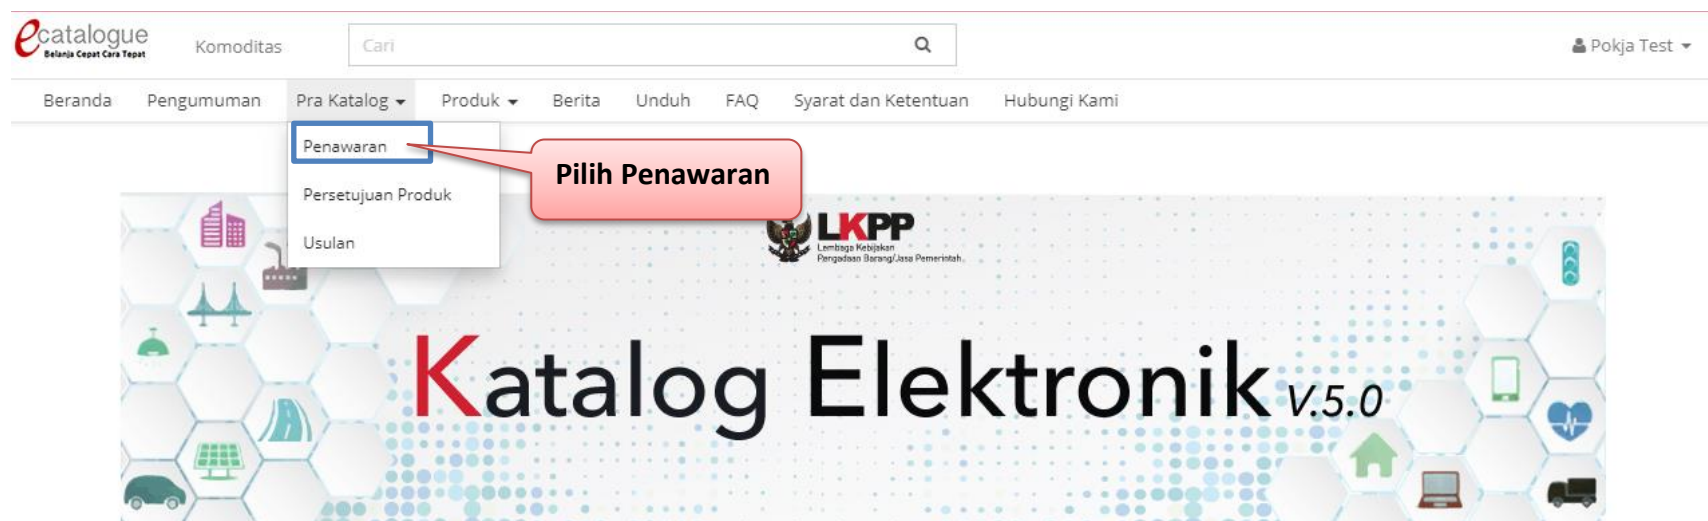 ecatalogue
Belanja Cepat Cara Tepat
Komoditas
Cari
Pokja Test
Beranda
Pengumuman
Pra Katalog
Produk
Berita
Unduh
FAQ
Syarat dan Ketentuan
Hubungi Kami
Penawaran
Persetujuan Produk
Usulan
Pilih Penawaran
LKPP
Lembaga Kebijakan
Pengadaan Barang/Jasa Pemerintah
Katalog Elektronik V.5.0